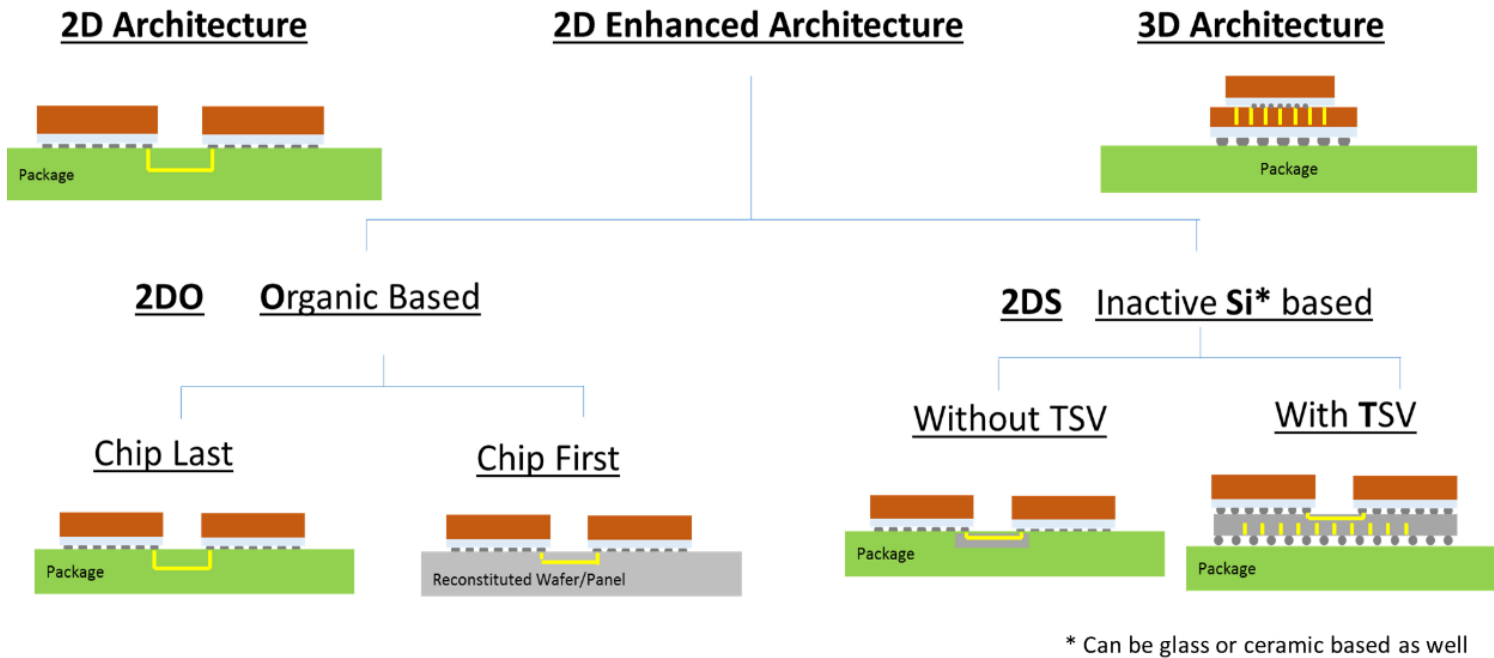 2D Architecture
2D Enhanced Architecture
3D Architecture
Package
Package
2DO Organic Based
2DS Inactive Si* based
Chip Last
Chip First
Without TSV
With TSV
Package
Reconstituted Wafer/Panel
Package
Package
* Can be glass or ceramic based as well